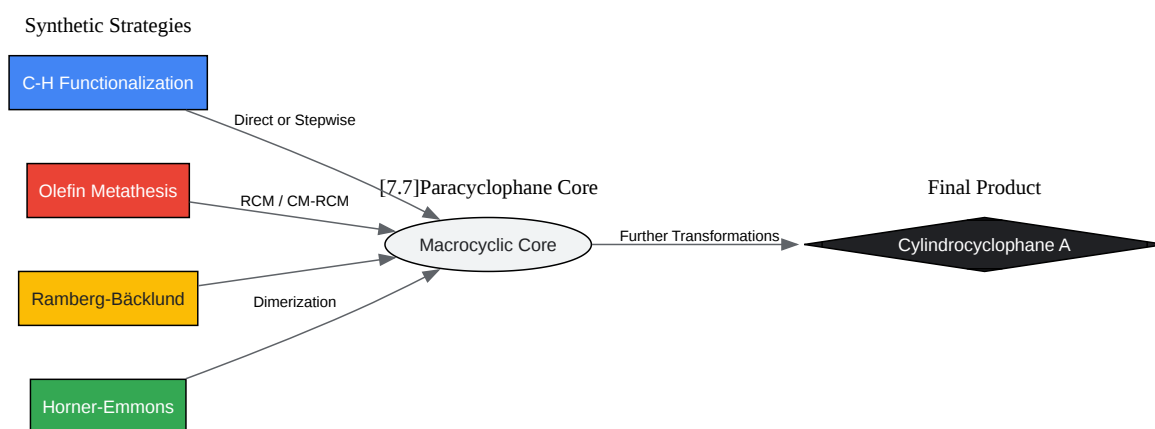 Synthetic Strategies
C-H Functionalization
Direct or Stepwise
Olefin Metathesis
RCM / CM-RCM
[7.7]Paracyclophane Core
Final Product
Macrocyclic Core
Further Transformations
Cylindrocyclophane A
Ramberg-Bäcklund
Dimerization
Horner-Emmons